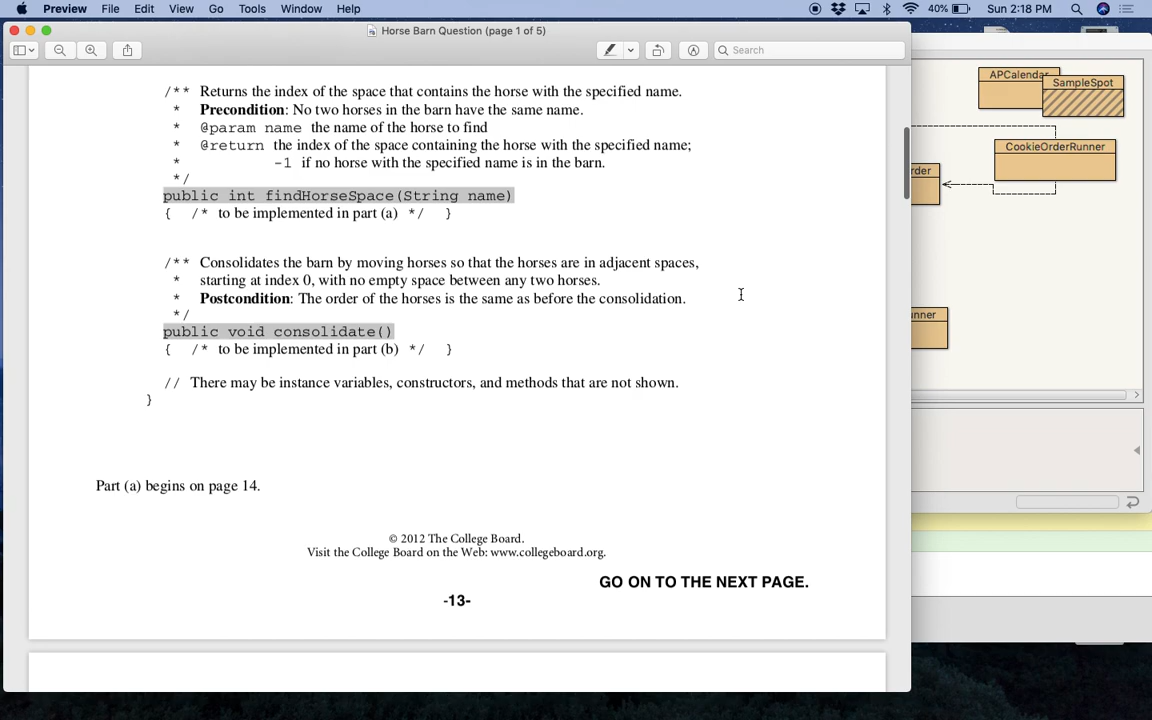 Preview File Edit View Go Tools Window Help 40% Sun 2:18 PM
Horse Barn Question (page 1 of 5)
Search
/** Returns the index of the space that contains the horse with the specified name.
* Precondition: No two horses in the barn have the same name.
* @param name the name of the horse to find
* @return the index of the space containing the horse with the specified name;
* -1 if no horse with the specified name is in the barn.
*/
public int findHorseSpace(String name)
{ /* to be implemented in part (a) */ }
/** Consolidates the barn by moving horses so that the horses are in adjacent spaces,
* starting at index 0, with no empty space between any two horses.
* Postcondition: The order of the horses is the same as before the consolidation.
*/
public void consolidate()
{ /* to be implemented in part (b) */ }
// There may be instance variables, constructors, and methods that are not shown.
}
Part (a) begins on page 14.
© 2012 The College Board.
Visit the College Board on the Web: www.collegeboard.org.
GO ON TO THE NEXT PAGE.
-13-
APCalendar
SampleSpot
CookieOrderRunner
rder
unner